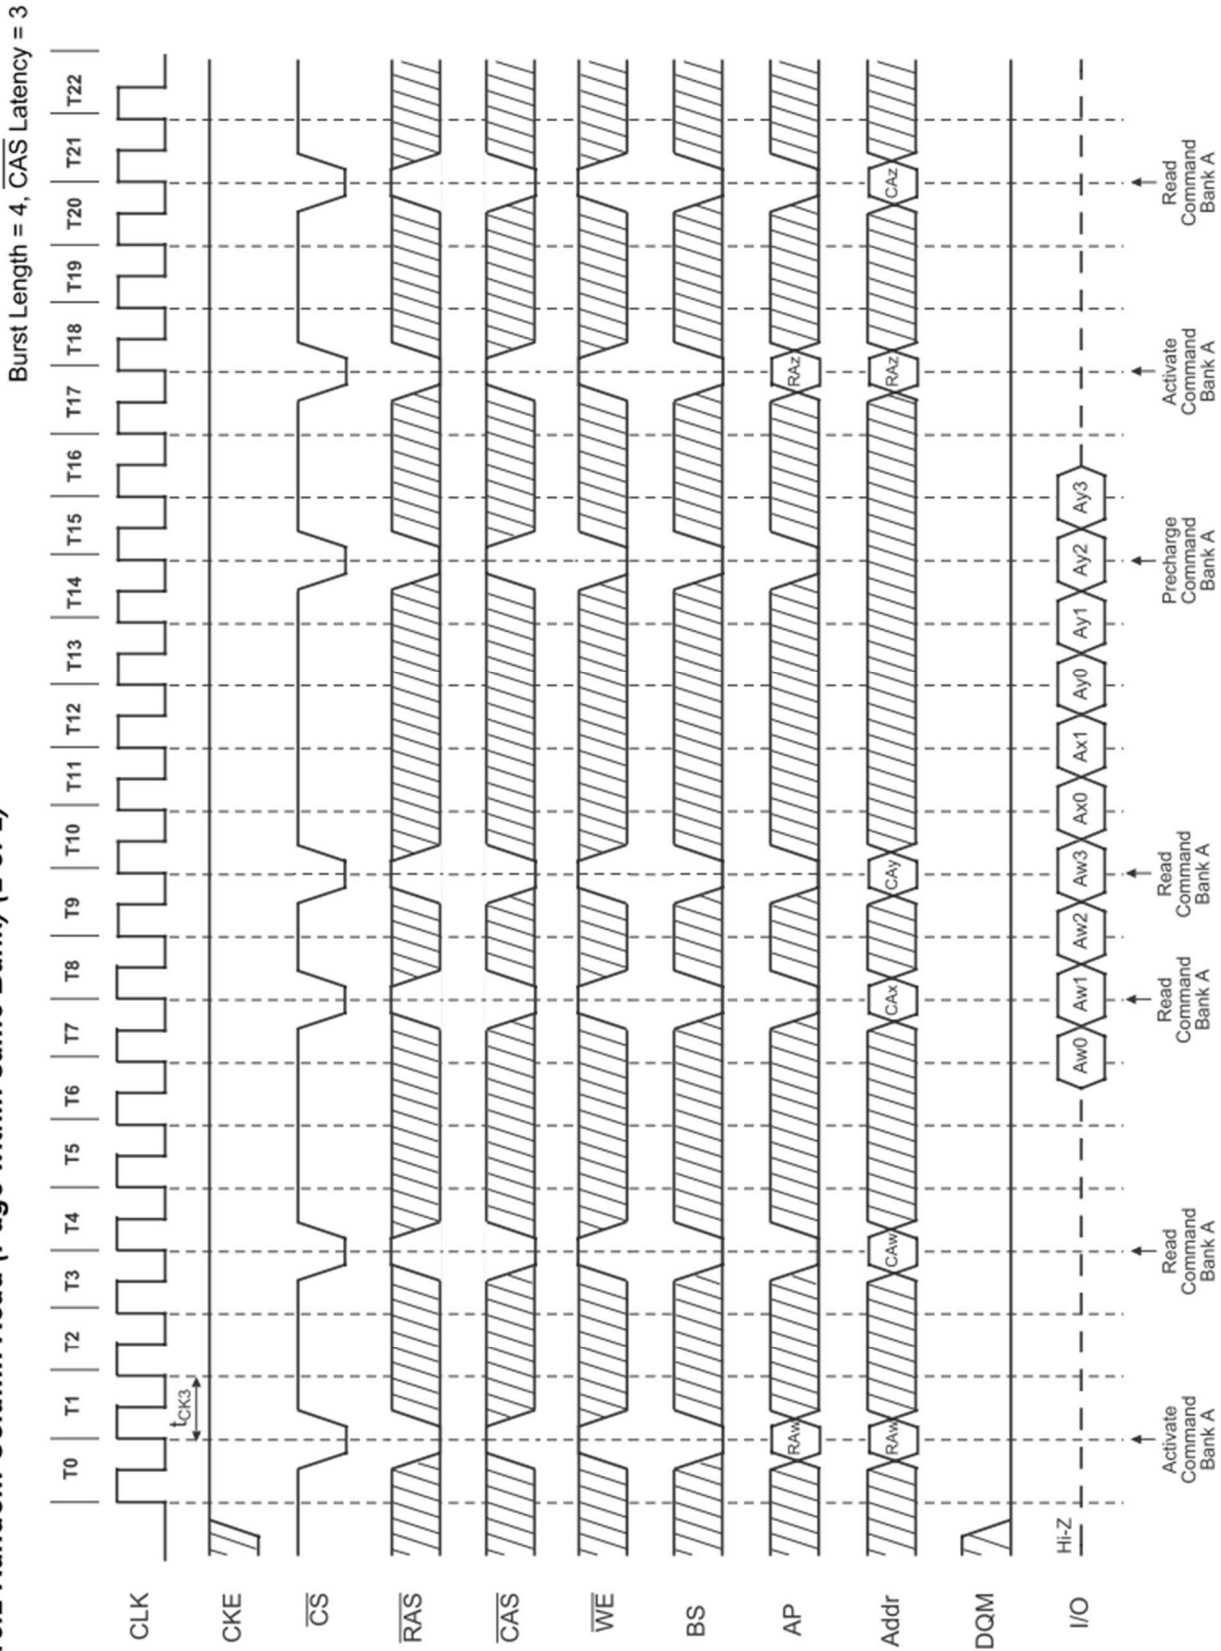 Burst Length = 4, CAS Latency = 3
T0 T1 T2 T3 T4 T5 T6 T7 T8 T9 T10 T11 T12 T13 T14 T15 T16 T17 T18 T19 T20 T21 T22
CLK
tCK3
CKE
CS
RAS
CAS
WE
BS
AP
RAw RAz
Addr
RAw CAw CAx CAy RAz CAz
DQM
I/O
Hi-Z
Aw0 Aw1 Aw2 Aw3 Ax0 Ax1 Ay0 Ay1 Ay2 Ay3
Activate
Command
Bank A
Read
Command
Bank A
Read
Command
Bank A
Read
Command
Bank A
Precharge
Command
Bank A
Activate
Command
Bank A
Read
Command
Bank A